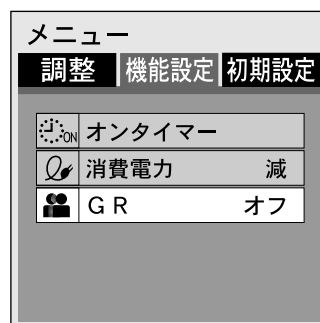 メニュー
調整 機能設定 初期設定
ON オンタイマー
消費電力 減
GR オフ